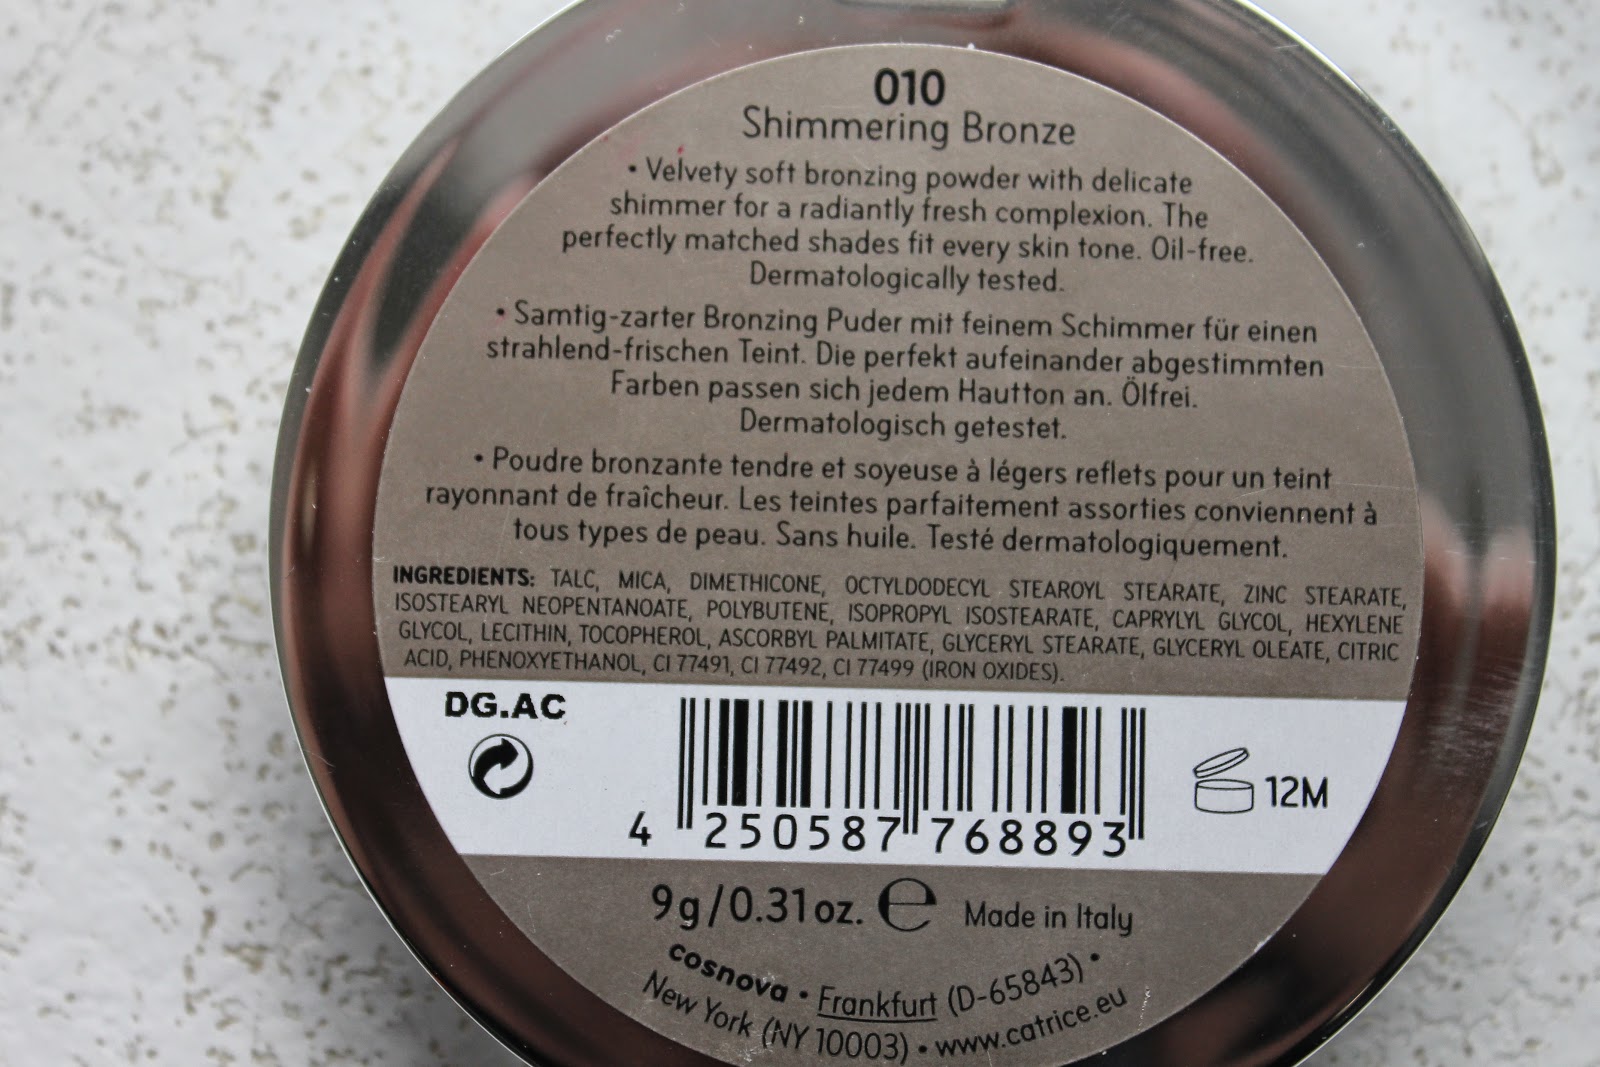 010
Shimmering Bronze
• Velvety soft bronzing powder with delicate
shimmer for a radiantly fresh complexion. The
perfectly matched shades fit every skin tone. Oil-free.
Dermatologically tested.
• Samtig-zarter Bronzing Puder mit feinem Schimmer für einen
strahlend-frischen Teint. Die perfekt aufeinander abgestimmten
Farben passen sich jedem Hautton an. Ölfrei.
Dermatologisch getestet.
• Poudre bronzante tendre et soyeuse à légers reflets pour un teint
rayonnant de fraîcheur. Les teintes parfaitement assorties conviennent à
tous types de peau. Sans huile. Testé dermatologiquement.
INGREDIENTS: TALC, MICA, DIMETHICONE, OCTYLDODECYL STEAROYL STEARATE, ZINC STEARATE,
ISOSTEARYL NEOPENTANOATE, POLYBUTENE, ISOPROPYL ISOSTEARATE, CAPRYLYL GLYCOL, HEXYLENE
GLYCOL, LECITHIN, TOCOPHEROL, ASCORBYL PALMITATE, GLYCERYL STEARATE, GLYCERYL OLEATE, CITRIC
ACID, PHENOXYETHANOL, CI 77491, CI 77492, CI 77499 (IRON OXIDES).
DG.AC
12M
4 250587 768893
9g/0.31oz. e Made in Italy
cosnova • Frankfurt (D-65843) •
New York (NY 10003) • www.catrice.eu